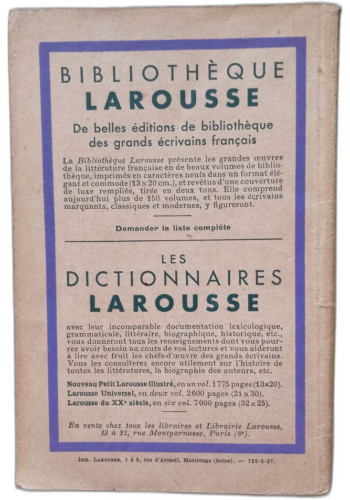 BIBLIOTHÈQUE
LAROUSSE
De belles éditions de bibliothèque
des grands écrivains français
La Bibliothèque Larousse présente les grandes œuvres
de la littérature française en de beaux volumes de biblio-
thèque, imprimés en caractères neufs dans un format élé-
gant et commode (13×20 cm.), et revêtus d'une couverture
de luxe rempliée, tirée en deux tons. Elle comprend
aujourd'hui plus de 150 volumes, et tous les écrivains
marquants, classiques et modernes, y figureront.
Demander la liste complète
LES
DICTIONNAIRES
LAROUSSE
avec leur incomparable documentation lexicologique,
grammaticale, littéraire, biographique, historique, etc.,
vous donneront tous les renseignements dont vous pour-
rez avoir besoin au cours de vos lectures et vous aideront
à lire avec fruit les chefs-d'œuvre des grands écrivains.
Vous les consulterez encore utilement sur l'histoire de
toutes les littératures, la biographie des auteurs, etc.
Nouveau Petit Larousse illustré, en un vol. 1775 pages (13×20).
Larousse Universel, en deux vol. 2600 pages (21×30).
Larousse du XXe siècle, en six vol. 7000 pages (32×25).
En vente chez tous les libraires et Librairie Larousse,
13 à 21, rue Montparnasse, Paris (6e).
Imp. LAROUSSE, 1 à 9, rue d'Arcueil, Montrouge (Seine).